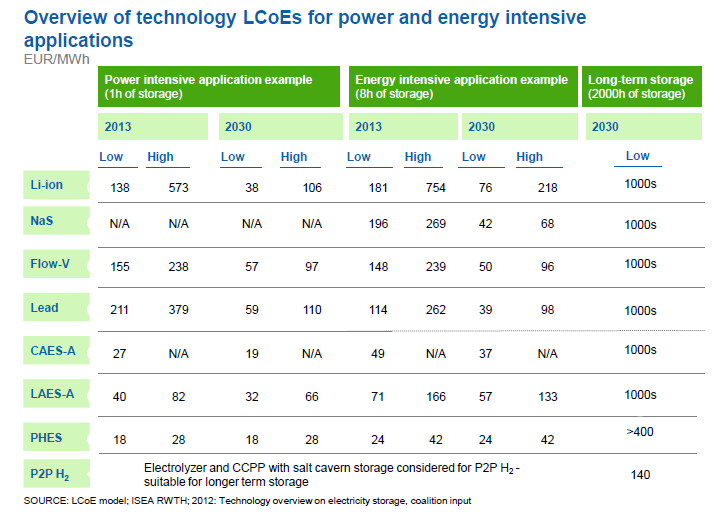 Overview of technology LCoEs for power and energy intensive
applications
EUR/MWh
Power intensive application example
(1h of storage)
Energy intensive application example
(8h of storage)
Long-term storage
(2000h of storage)
2013 2030 2013 2030 2030
Low High Low High Low High Low High Low
Li-ion 138 573 38 106 181 754 76 218 1000s
NaS N/A N/A N/A N/A 196 269 42 68 1000s
Flow-V 155 238 57 97 148 239 50 96 1000s
Lead 211 379 59 110 114 262 39 98 1000s
CAES-A 27 N/A 19 N/A 49 N/A 37 N/A 1000s
LAES-A 40 82 32 66 71 166 57 133 1000s
PHES 18 28 18 28 24 42 24 42 >400
P2P H2 Electrolyzer and CCPP with salt cavern storage considered for P2P H2 -
suitable for longer term storage 140
SOURCE: LCoE model; ISEA RWTH; 2012: Technology overview on electricity storage, coalition input